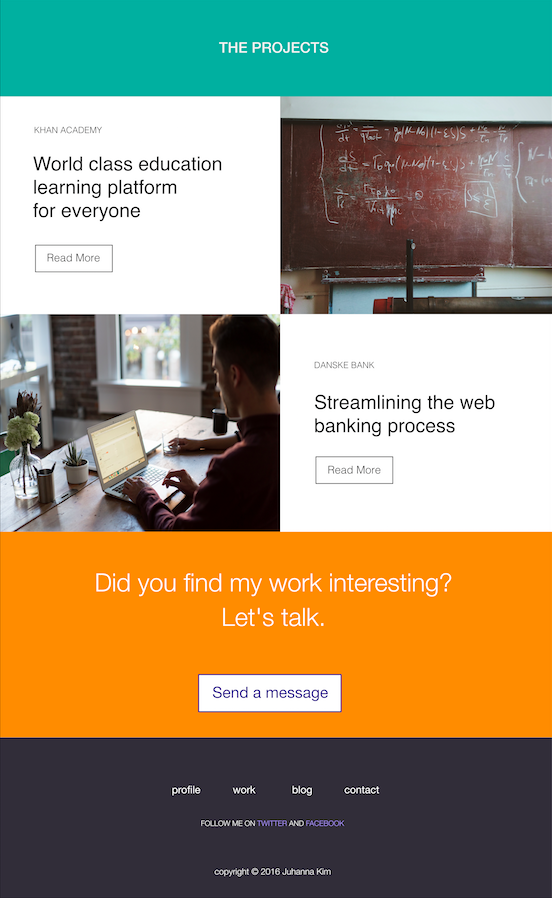 THE PROJECTS
KHAN ACADEMY
World class education
learning platform
for everyone
Read More
DANSKE BANK
Streamlining the web
banking process
Read More
Did you find my work interesting?
Let's talk.
Send a message
profile work blog contact
FOLLOW ME ON TWITTER AND FACEBOOK
copyright © 2016 Juhanna Kim